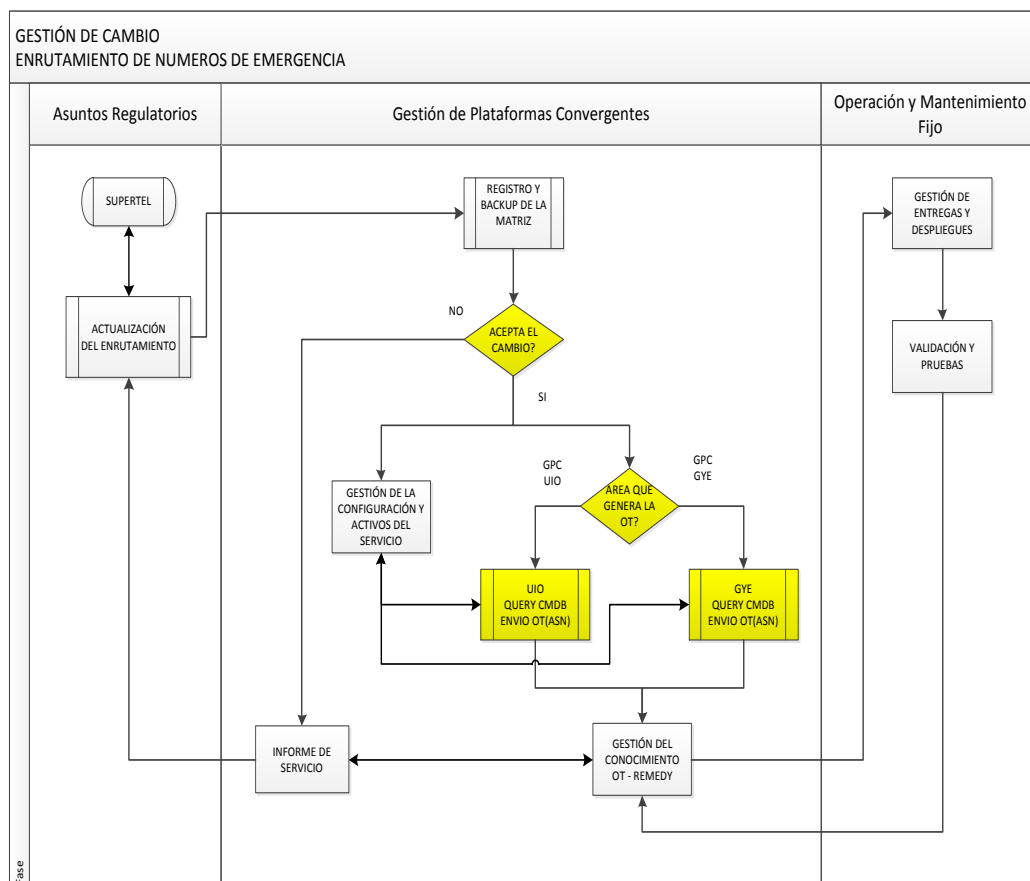 GESTIÓN DE CAMBIO
ENRUTAMIENTO DE NUMEROS DE EMERGENCIA
Asuntos Regulatorios
Gestión de Plataformas Convergentes
Operación y Mantenimiento
Fijo
SUPERTEL
REGISTRO Y
BACKUP DE LA
MATRIZ
GESTIÓN DE
ENTREGAS Y
DESPLIEGUES
ACTUALIZACIÓN
DEL ENRUTAMIENTO
NO
ACEPTA EL
CAMBIO?
VALIDACIÓN Y
PRUEBAS
SI
GPC
UIO
GPC
GYE
GESTIÓN DE LA
CONFIGURACIÓN Y
ACTIVOS DEL
SERVICIO
ÁREA QUE
GENERA LA
OT?
UIO
QUERY CMDB
ENVIO OT(ASN)
GYE
QUERY CMDB
ENVIO OT(ASN)
INFORME DE
SERVICIO
GESTIÓN DEL
CONOCIMIENTO
OT - REMEDY